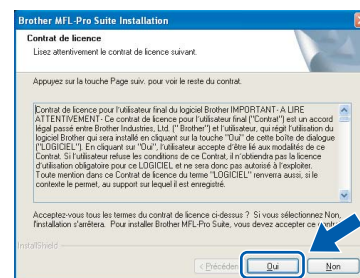 Brother MFL-Pro Suite Installation
Contrat de licence
Lisez attentivement le contrat de licence suivant.
Appuyez sur la touche Page suiv. pour voir le reste du contrat.
Contrat de licence pour l'utilisateur final du logiciel Brother IMPORTANT- A LIRE
ATTENTIVEMENT- Ce contrat de licence pour l'utilisateur final ("Contrat") est un accord
légal passé entre Brother Industries, Ltd. (" Brother") et l'utilisateur, qui régit l'utilisation du
logiciel Brother qui sera installé en cliquant sur la touche "Oui" de cette boîte de dialogue
("LOGICIEL"). En cliquant sur "Oui", l'utilisateur accepte d'être lié aux modalités de ce
Contrat. Si l'utilisateur refuse les conditions de ce Contrat, il n'obtiendra pas la licence
d'utilisation obligatoire pour ce LOGICIEL et ne sera donc pas autorisé à l'exploiter.
Toute mention dans ce Contrat de licence du terme "LOGICIEL" renverra aussi, si le
contexte le permet, au support sur lequel il est enregistré.
Acceptez-vous tous les termes du contrat de licence ci-dessus ? Si vous sélectionnez Non,
l'installation s'arrêtera. Pour installer Brother MFL-Pro Suite, vous devez accepter ce
InstallShield
< Précéden
Oui
Non